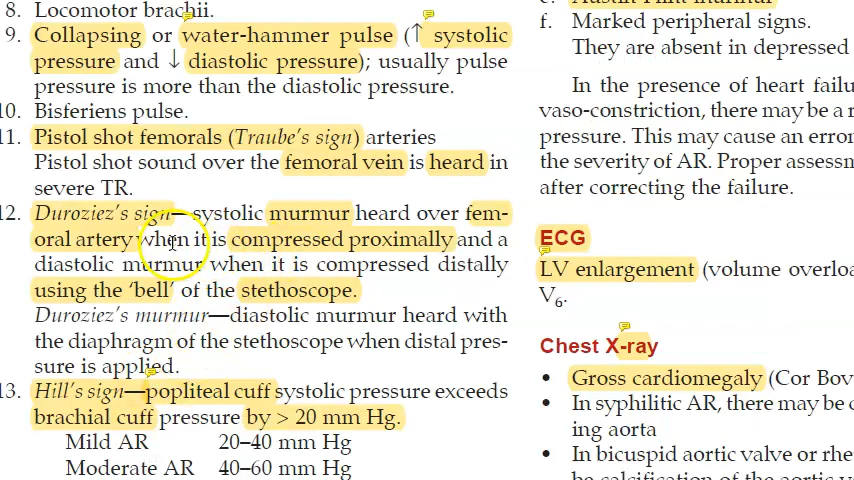 8. Locomotor brachii.
9. Collapsing or water-hammer pulse (↑ systolic
pressure and ↓ diastolic pressure); usually pulse
pressure is more than the diastolic pressure.
10. Bisferiens pulse.
11. Pistol shot femorals (Traube's sign) arteries
Pistol shot sound over the femoral vein is heard in
severe TR.
12. Duroziez's sign—systolic murmur heard over fem-
oral artery when it is compressed proximally and a
diastolic murmur when it is compressed distally
using the 'bell' of the stethoscope.
Duroziez's murmur—diastolic murmur heard with
the diaphragm of the stethoscope when distal pres-
sure is applied.
13. Hill's sign—popliteal cuff systolic pressure exceeds
brachial cuff pressure by > 20 mm Hg.
Mild AR 20–40 mm Hg
Moderate AR 40–60 mm Hg
f. Marked peripheral signs.
They are absent in depressed
In the presence of heart failu
vaso-constriction, there may be a r
pressure. This may cause an erron
the severity of AR. Proper assessm
after correcting the failure.
ECG
LV enlargement (volume overloa
V6.
Chest X-ray
• Gross cardiomegaly (Cor Bov
• In syphilitic AR, there may be
ing aorta
• In bicuspid aortic valve or rhe